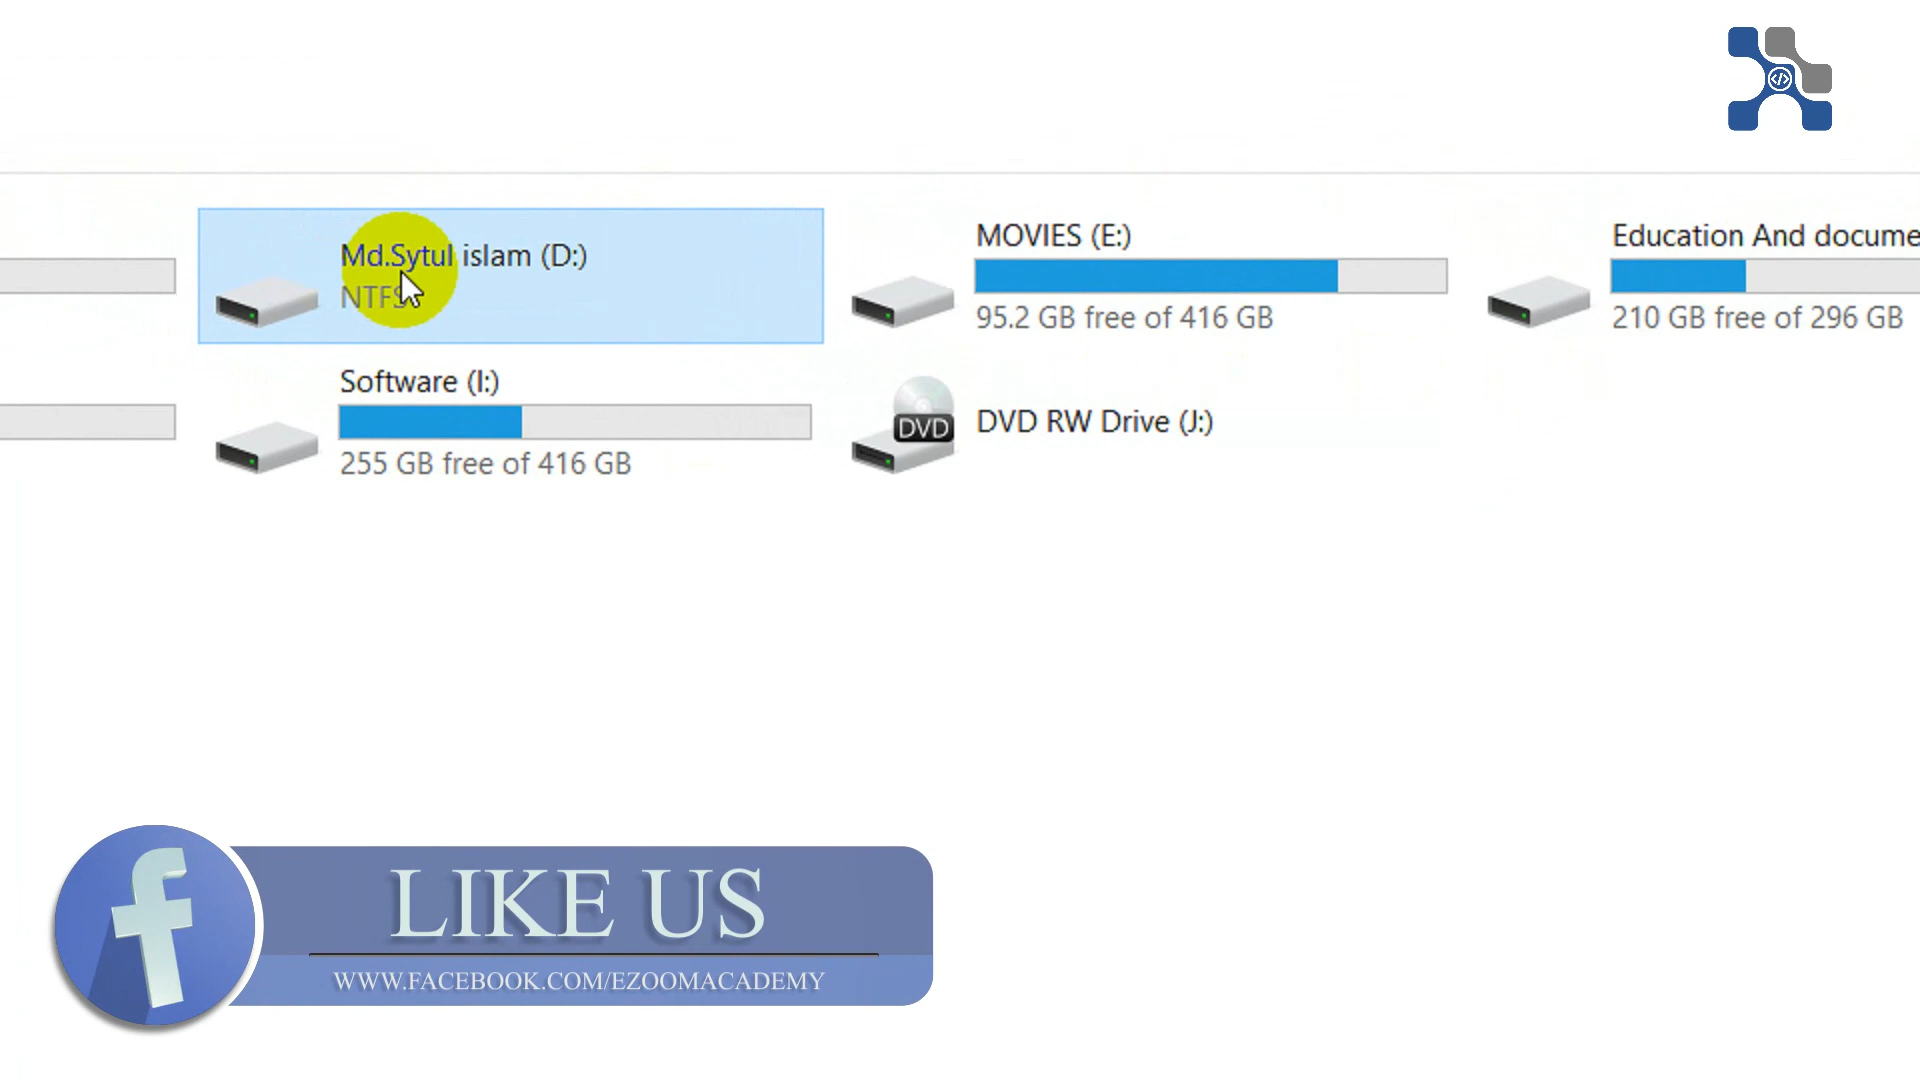 Md.Sytul islam (D:)
NTFS
MOVIES (E:)
95.2 GB free of 416 GB
Education And docume
210 GB free of 296 GB
Software (I:)
255 GB free of 416 GB
DVD
DVD RW Drive (J:)
</>
f
LIKE US
WWW.FACEBOOK.COM/EZOOMACADEMY